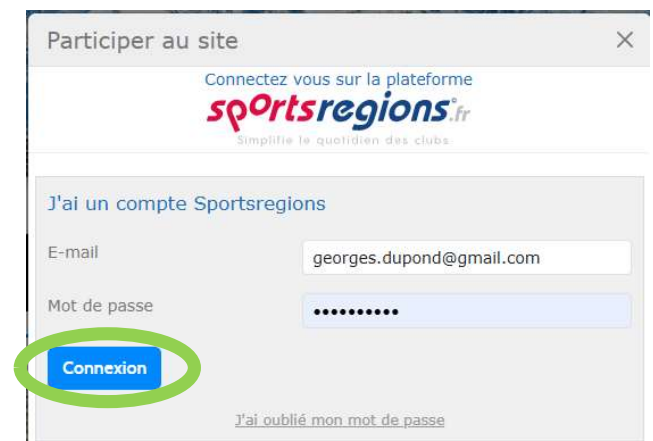 Participer au site
Connectez vous sur la plateforme
sportsregions.fr
Simplifie le quotidien des clubs
J'ai un compte Sportsregions
E-mail
georges.dupond@gmail.com
Mot de passe
••••••••••
Connexion
J'ai oublié mon mot de passe